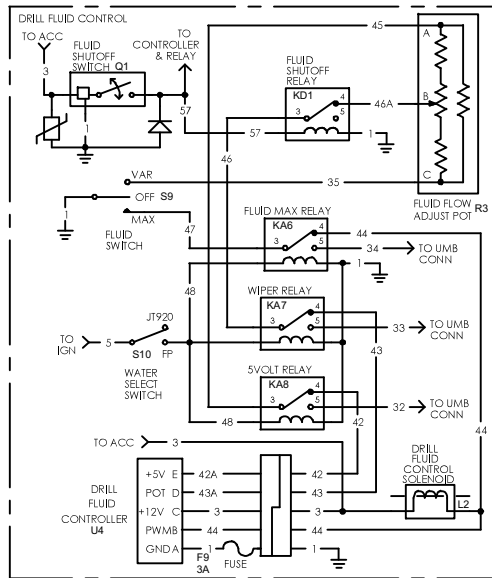 DRILL FLUID CONTROL
TO ACC
3
FLUID
SHUTOFF
SWITCH Q1
1
TO
CONTROLLER
& RELAY
57
57
FLUID
SHUTOFF
RELAY
KD1
3
4
5
1
46A
46
45
A
B
C
R3
FLUID FLOW
ADJUST POT
35
VAR
OFF S9
MAX
1
FLUID
SWITCH
47
FLUID MAX RELAY
KA6
3
4
5
44
34
TO UMB
CONN
1
48
WIPER RELAY
KA7
3
4
5
33
TO UMB
CONN
43
TO
IGN
5
JT920
S10
FP
WATER
SELECT
SWITCH
5VOLT RELAY
KA8
3
4
5
32
TO UMB
CONN
48
42
44
TO ACC
3
DRILL
FLUID
CONTROLLER
U4
+5V E
42A
42
POT D
43A
43
+12V C
3
3
PWMB
44
44
GND A
1
F9
3A
FUSE
1
DRILL
FLUID
CONTROL
SOLENOID
L2